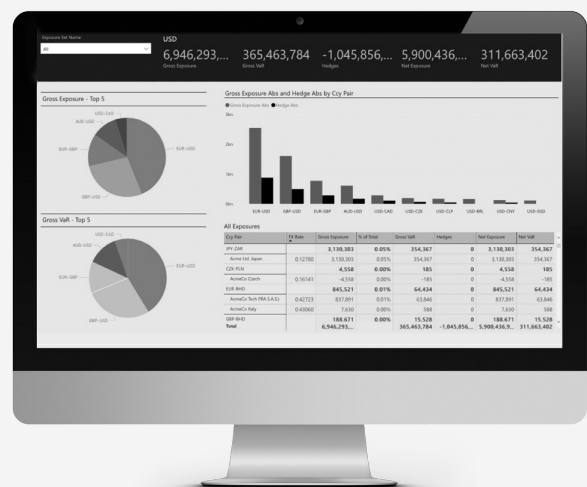 Exposure Set Name
All
USD
6,946,293,... 365,463,784 -1,045,856,... 5,900,436,... 311,663,402
Gross Exposure Gross VaR Hedges Net Exposure Net VaR
Gross Exposure - Top 5
USD-CAD
AUD-USD
EUR-GBP
EUR-USD
GBP-USD
Gross VaR - Top 5
USD-CAD
AUD-USD
EUR-USD
EUR-GBP
GBP-USD
Gross Exposure Abs and Hedge Abs by Ccy Pair
Gross Exposure Abs Hedge Abs
3bn
2bn
1bn
0bn
EUR-USD GBP-USD EUR-GBP AUD-USD USD-CAD USD-CZK USD-CLP USD-BRL USD-CNY USD-SGD
All Exposures
Ccy Pair FX Rate Gross Exposure % of Total Gross VaR Hedges Net Exposure Net VaR
JPY-ZAR 3,130,303 0.05% 354,367 0 3,130,303 354,367
Acme Ltd. Japan 0.12780 3,130,303 0.05% 354,367 0 3,130,303 354,367
CZK-PLN 4,558 0.00% 185 0 4,558 185
AcmeCo Czech 0.16141 -4,558 0.00% -185 0 -4,558 -185
EUR-BHD 845,521 0.01% 64,434 0 845,521 64,434
AcmeCo Tech FRA S.A.S) 0.42723 837,891 0.01% 63,846 0 837,891 63,846
AcmeCo Italy 0.43060 7,630 0.00% 588 0 7,630 588
GBP-BHD 188,671 0.00% 15,528 0 188,671 15,528
Total 6,946,293,... 365,463,784 -1,045,856,... 5,900,436,9... 311,663,402